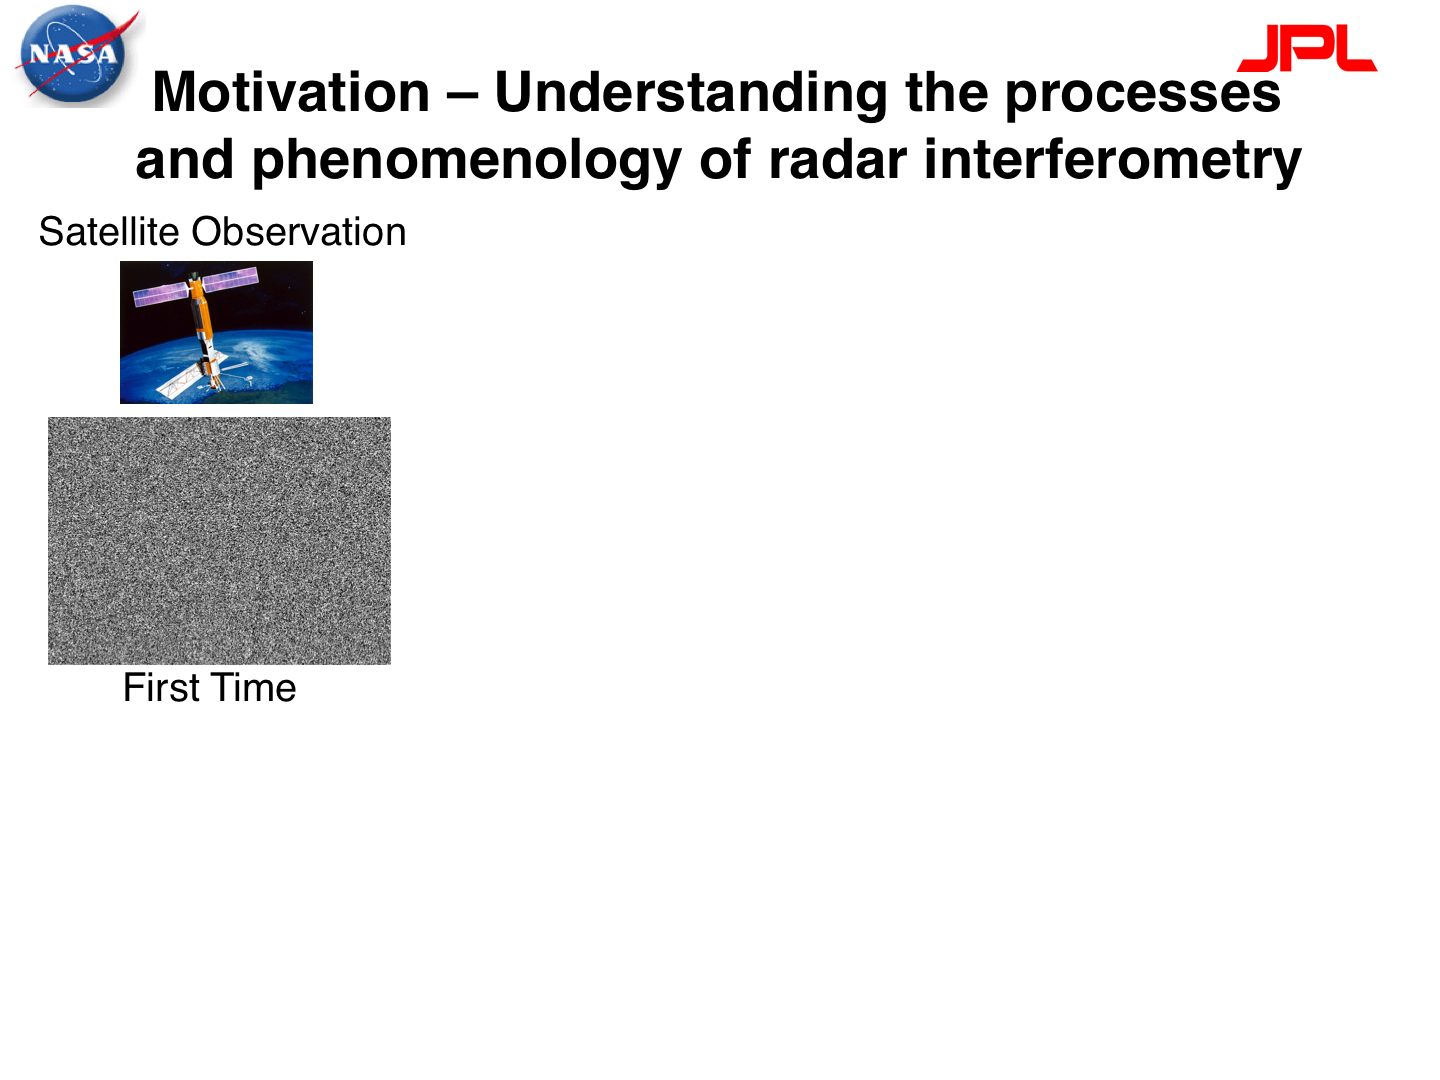 NASA
JPL
Motivation – Understanding the processes
and phenomenology of radar interferometry
Satellite Observation
First Time